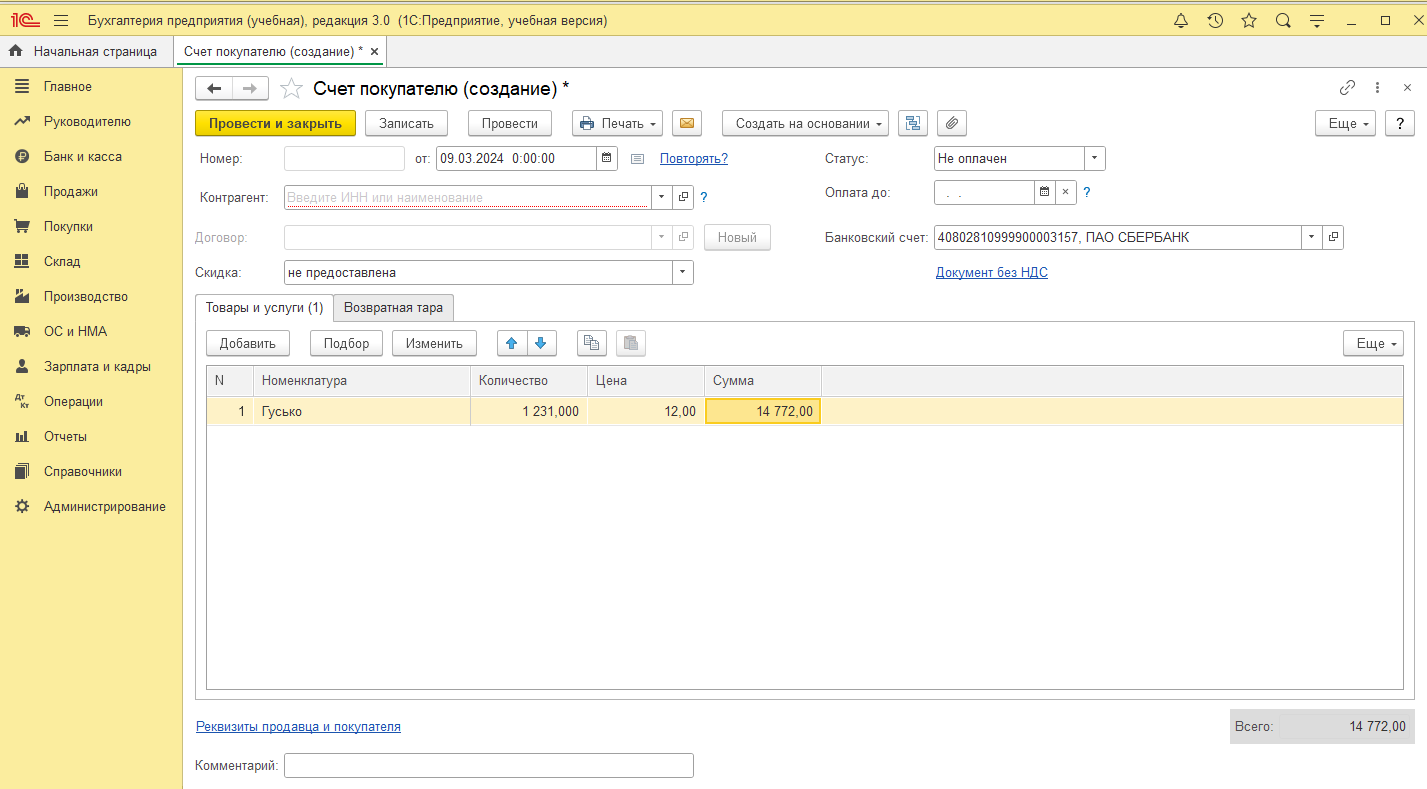 1С Бухгалтерия предприятия (учебная), редакция 3.0 (1С:Предприятие, учебная версия)
Начальная страница
Счет покупателю (создание) *
Главное
Руководителю
Банк и касса
Продажи
Покупки
Склад
Производство
ОС и НМА
Зарплата и кадры
Операции
Отчеты
Справочники
Администрирование
Счет покупателю (создание) *
Провести и закрыть Записать Провести Печать Создать на основании Еще ?
Номер: от: 09.03.2024 0:00:00 Повторять? Статус: Не оплачен
Контрагент: Введите ИНН или наименование ? Оплата до: . . ?
Договор: Новый Банковский счет: 40802810999900003157, ПАО СБЕРБАНК
Скидка: не предоставлена Документ без НДС
Товары и услуги (1) Возвратная тара
Добавить Подбор Изменить Еще
N Номенклатура Количество Цена Сумма
1 Гусько 1 231,000 12,00 14 772,00
Реквизиты продавца и покупателя Всего: 14 772,00
Комментарий: